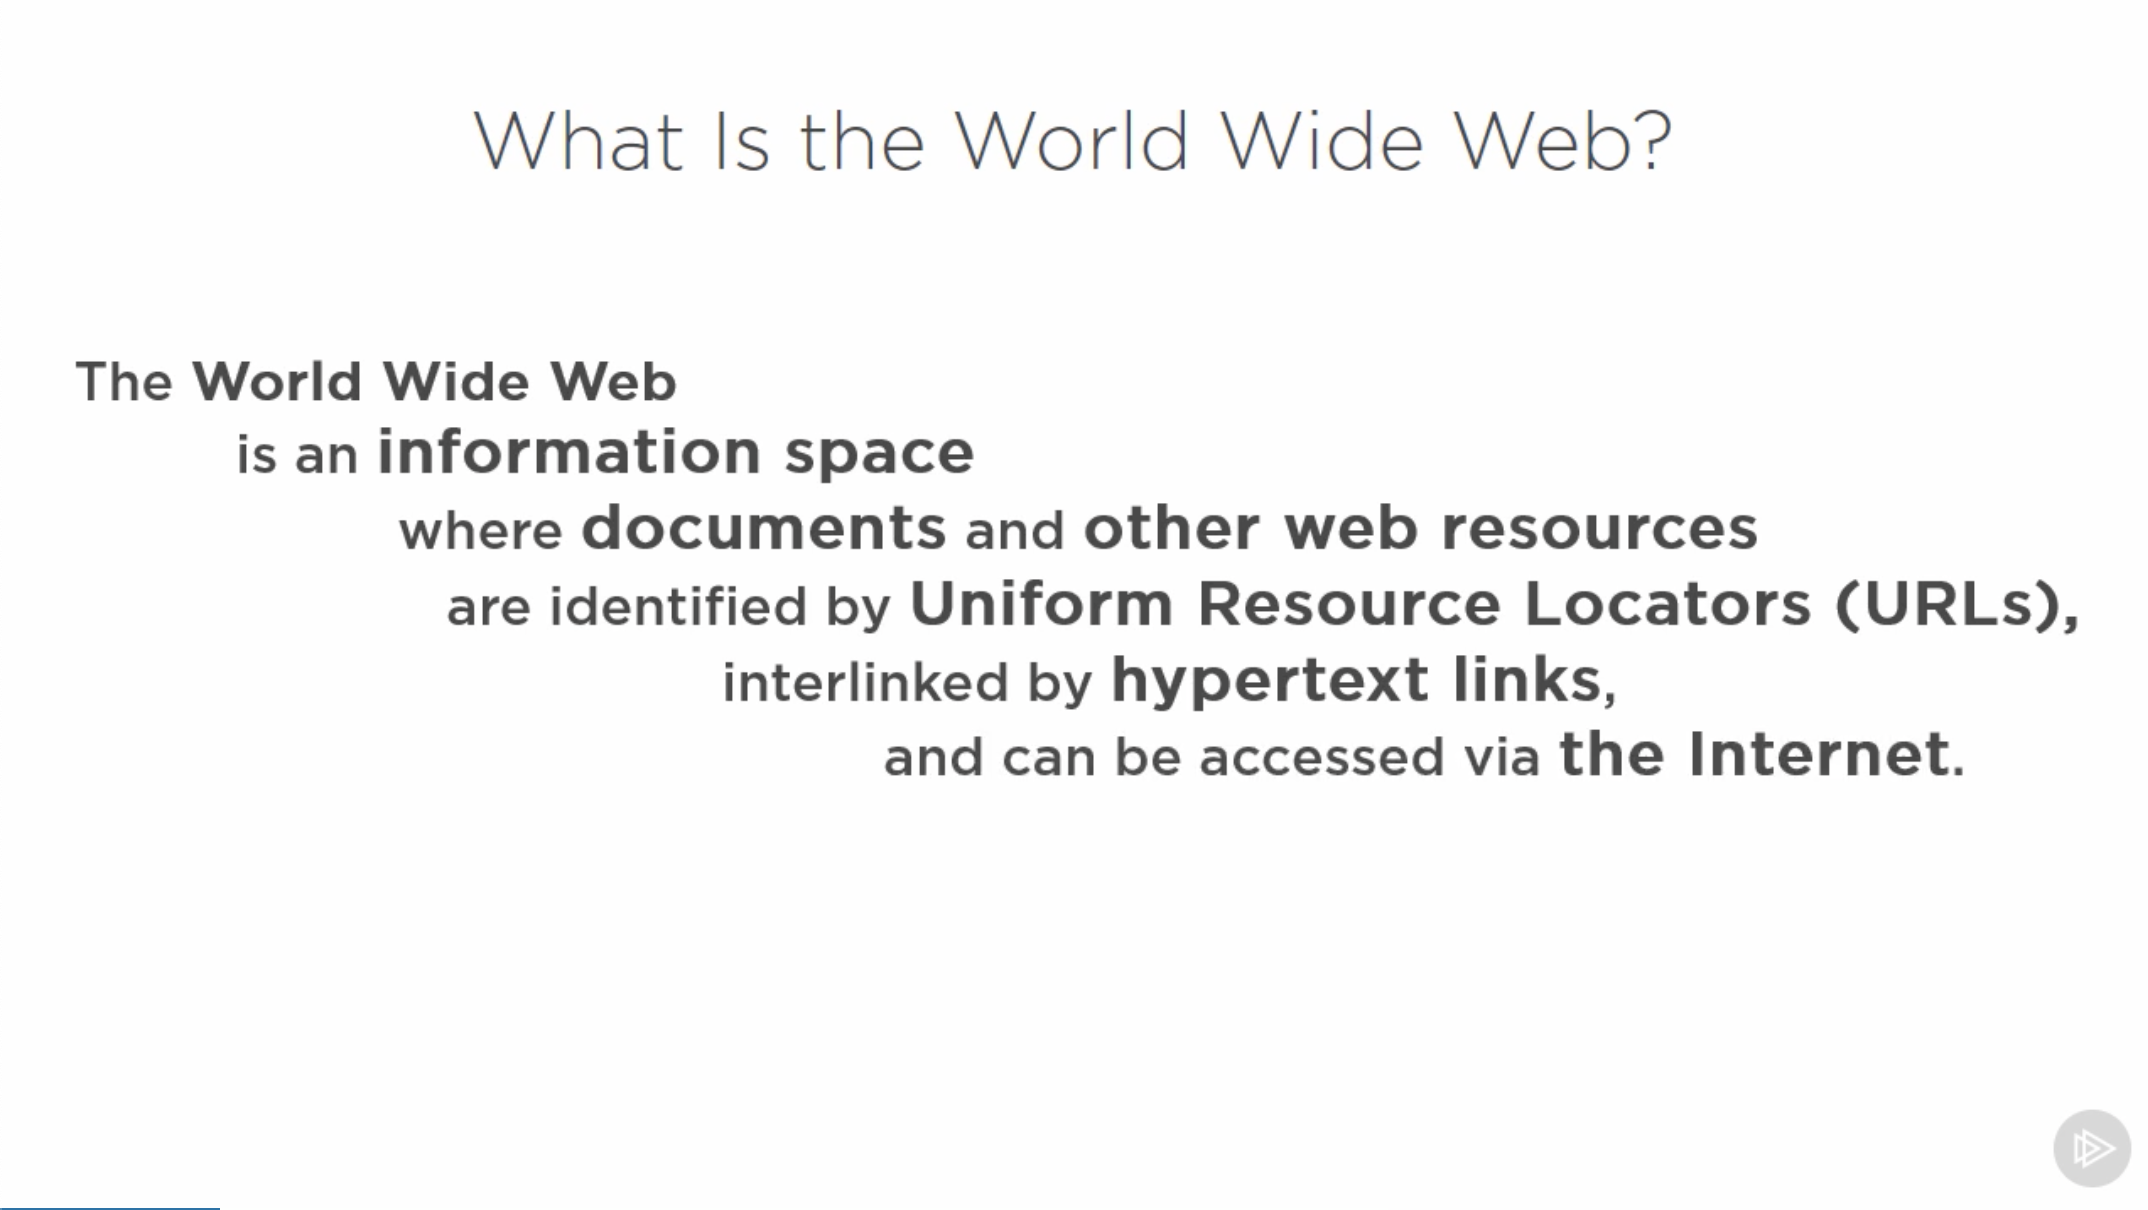 What Is the World Wide Web?
The World Wide Web
is an information space
where documents and other web resources
are identified by Uniform Resource Locators (URLs),
interlinked by hypertext links,
and can be accessed via the Internet.